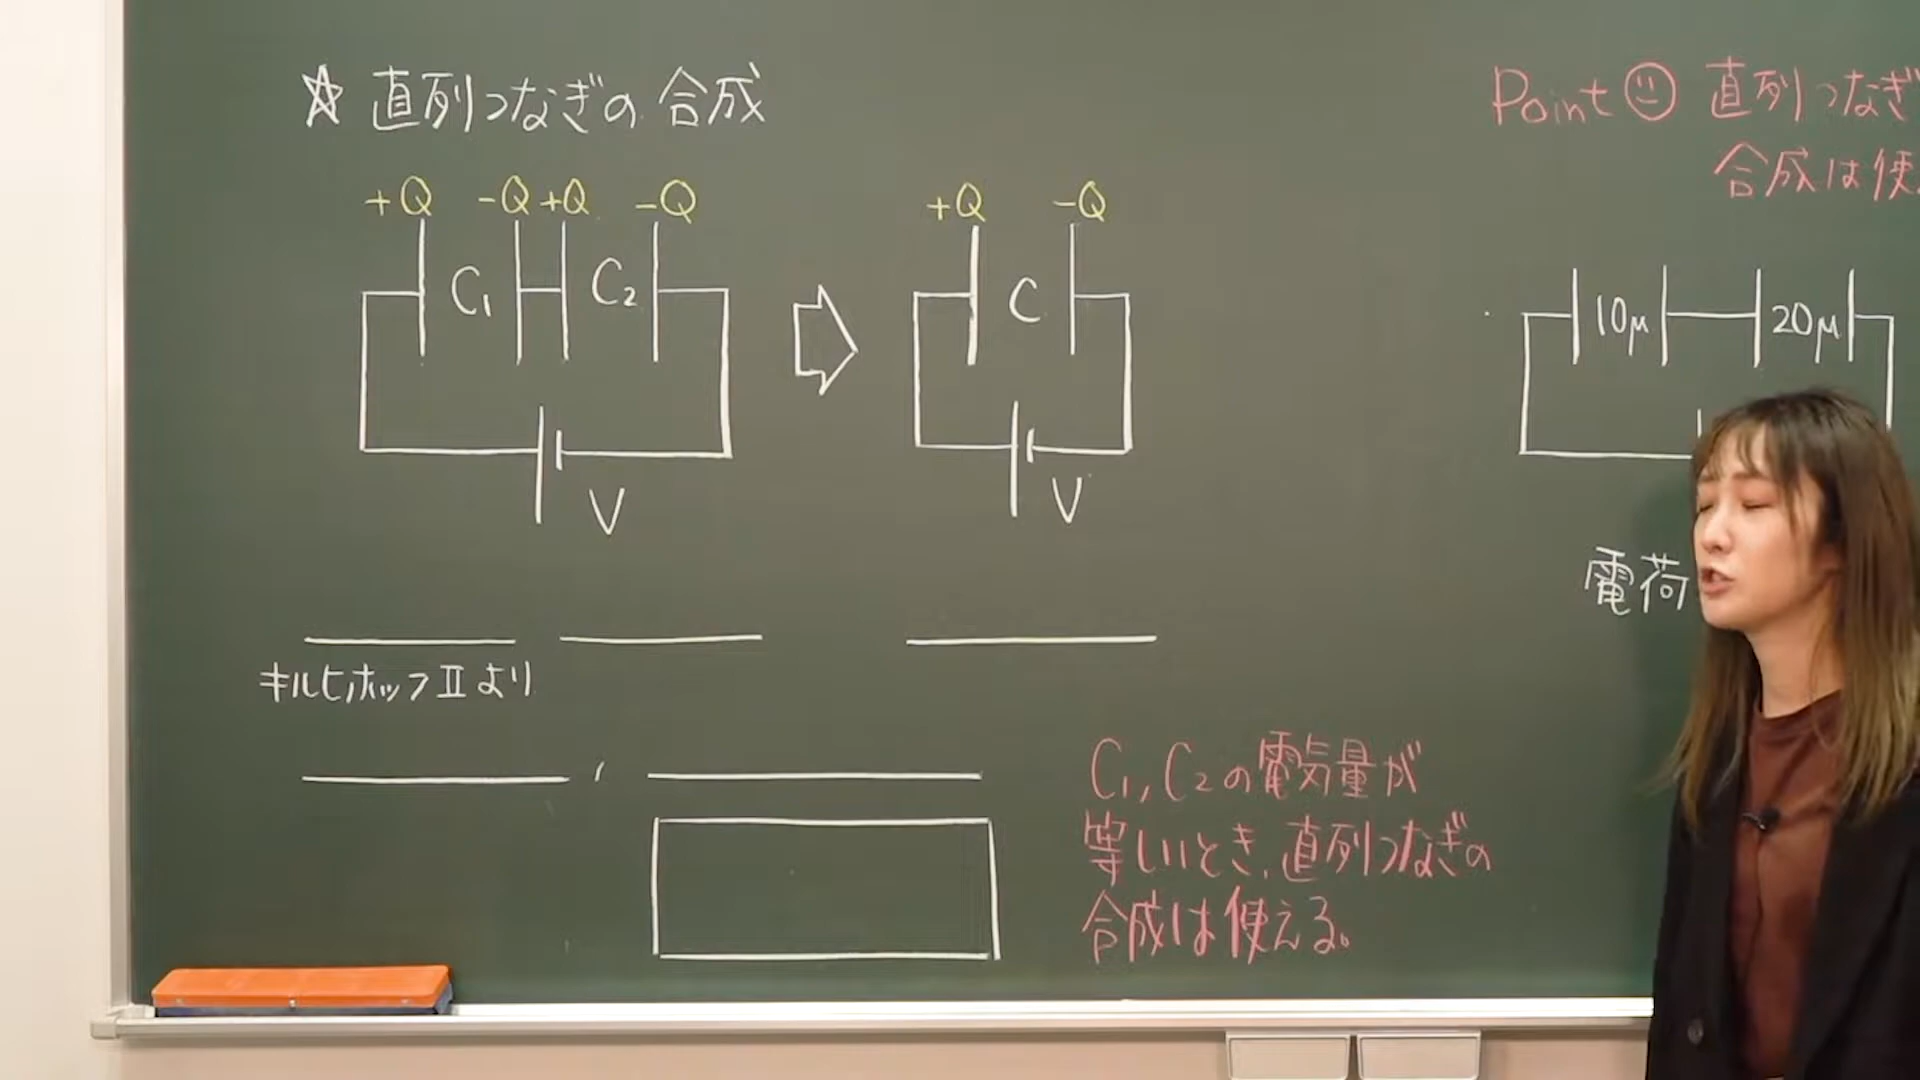 ☆ 直列つなぎの合成
+Q -Q +Q -Q
C₁ C₂
V
+Q -Q
C
V
キルヒホッフⅡより
,
C₁, C₂の電気量が
等しいとき、直列つなぎの
合成は使える。
Point☺ 直列つなぎ
合成は使
10μ 20μ
電荷